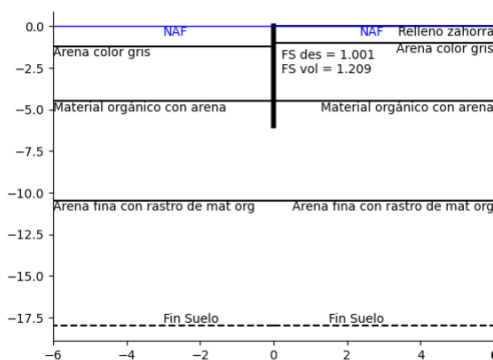 0.0
NAF
NAF
Relleno zahorra
Arena color gris
Arena color gris
FS des = 1.001
FS vol = 1.209
−2.5
−5.0
Material orgánico con arena
Material orgánico con arena
−7.5
−10.0
Arena fina con rastro de mat org
Arena fina con rastro de mat org
−12.5
−15.0
−17.5
Fin Suelo
Fin Suelo
−6
−4
−2
0
2
4
6